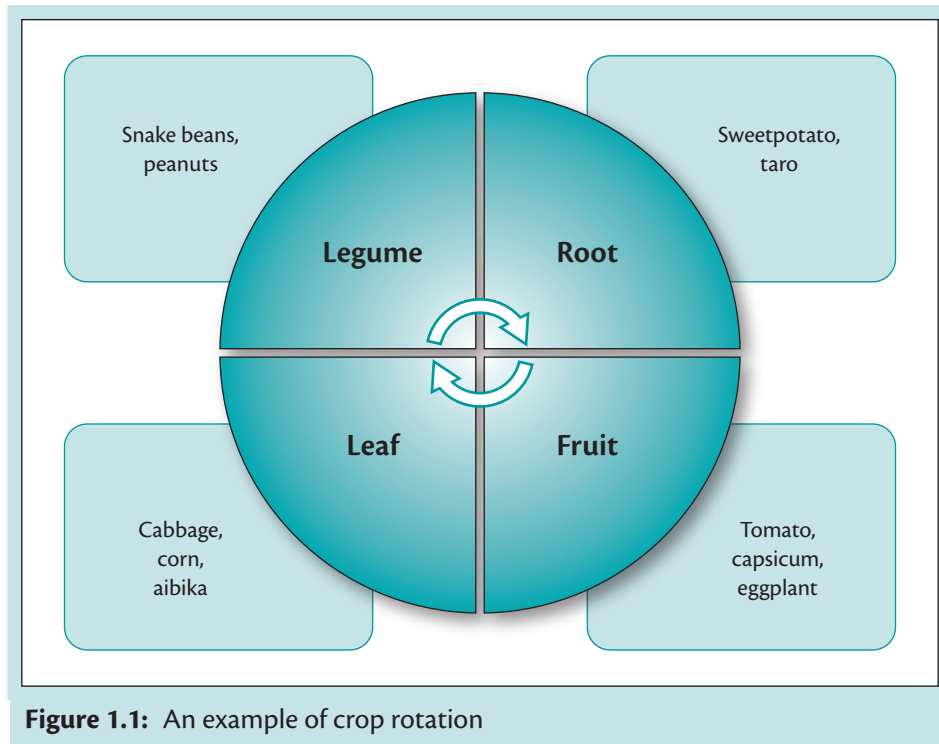 Snake beans,
peanuts
Sweetpotato,
taro
Legume
Root
Leaf
Fruit
Cabbage,
corn,
aibika
Tomato,
capsicum,
eggplant
Figure 1.1: An example of crop rotation